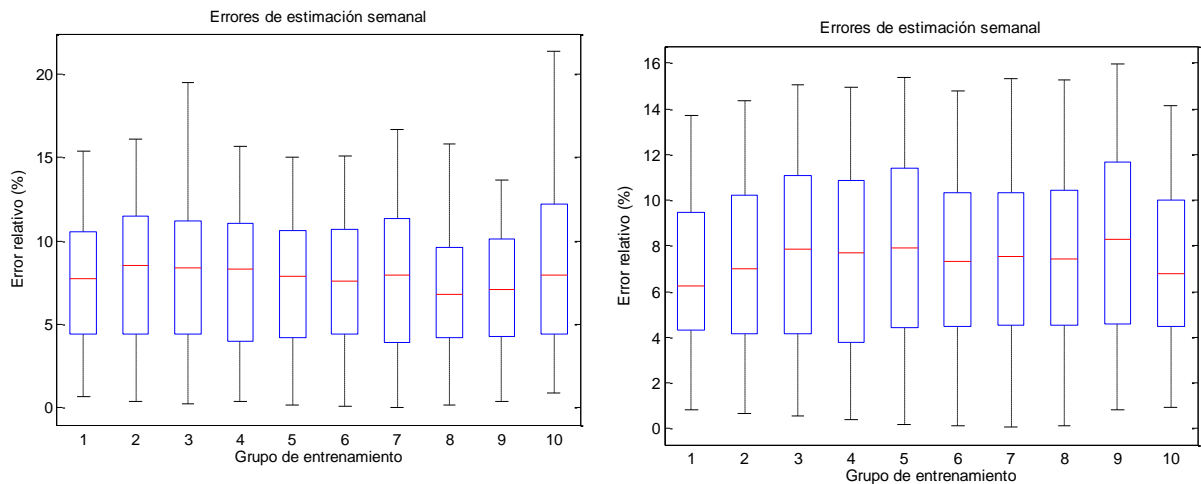 Errores de estimación semanal
Error relativo (%)
20
15
10
5
0
1 2 3 4 5 6 7 8 9 10
Grupo de entrenamiento
Errores de estimación semanal
Error relativo (%)
16
14
12
10
8
6
4
2
0
1 2 3 4 5 6 7 8 9 10
Grupo de entrenamiento